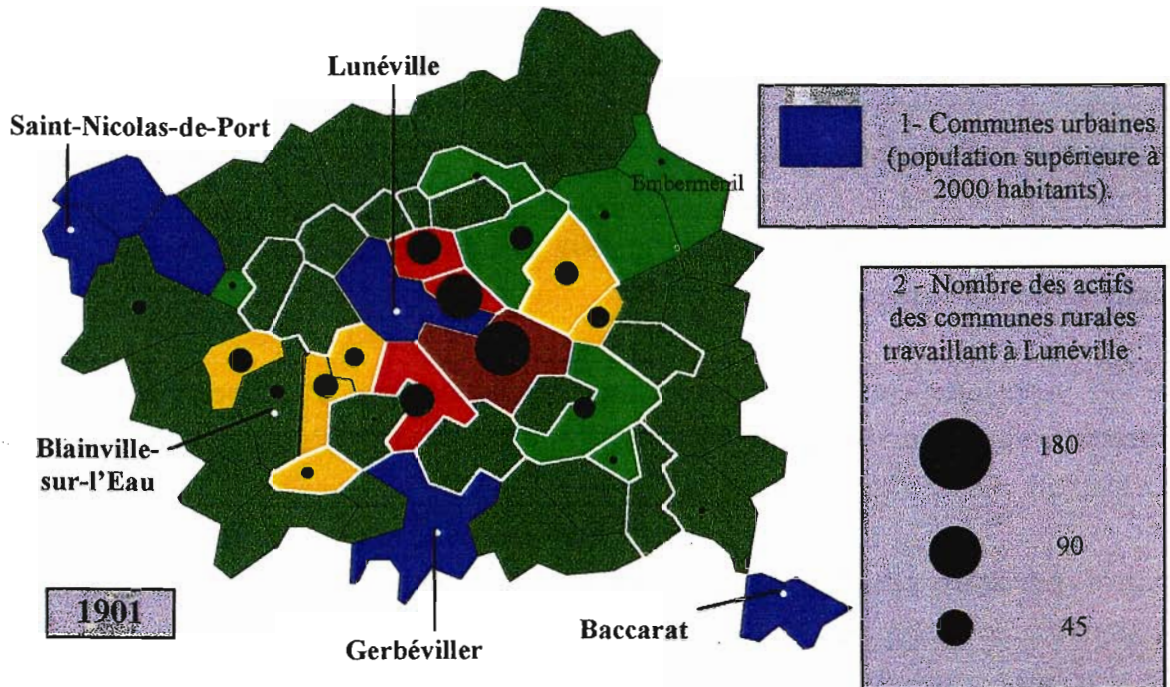 Lunéville
Saint-Nicolas-de-Port
Emberménil
1- Communes urbaines
(population supérieure à
2000 habitants).
2 - Nombre des actifs
des communes rurales
travaillant à Lunéville :
180
90
45
Blainville-
sur-l'Eau
1901
Gerbéviller
Baccarat